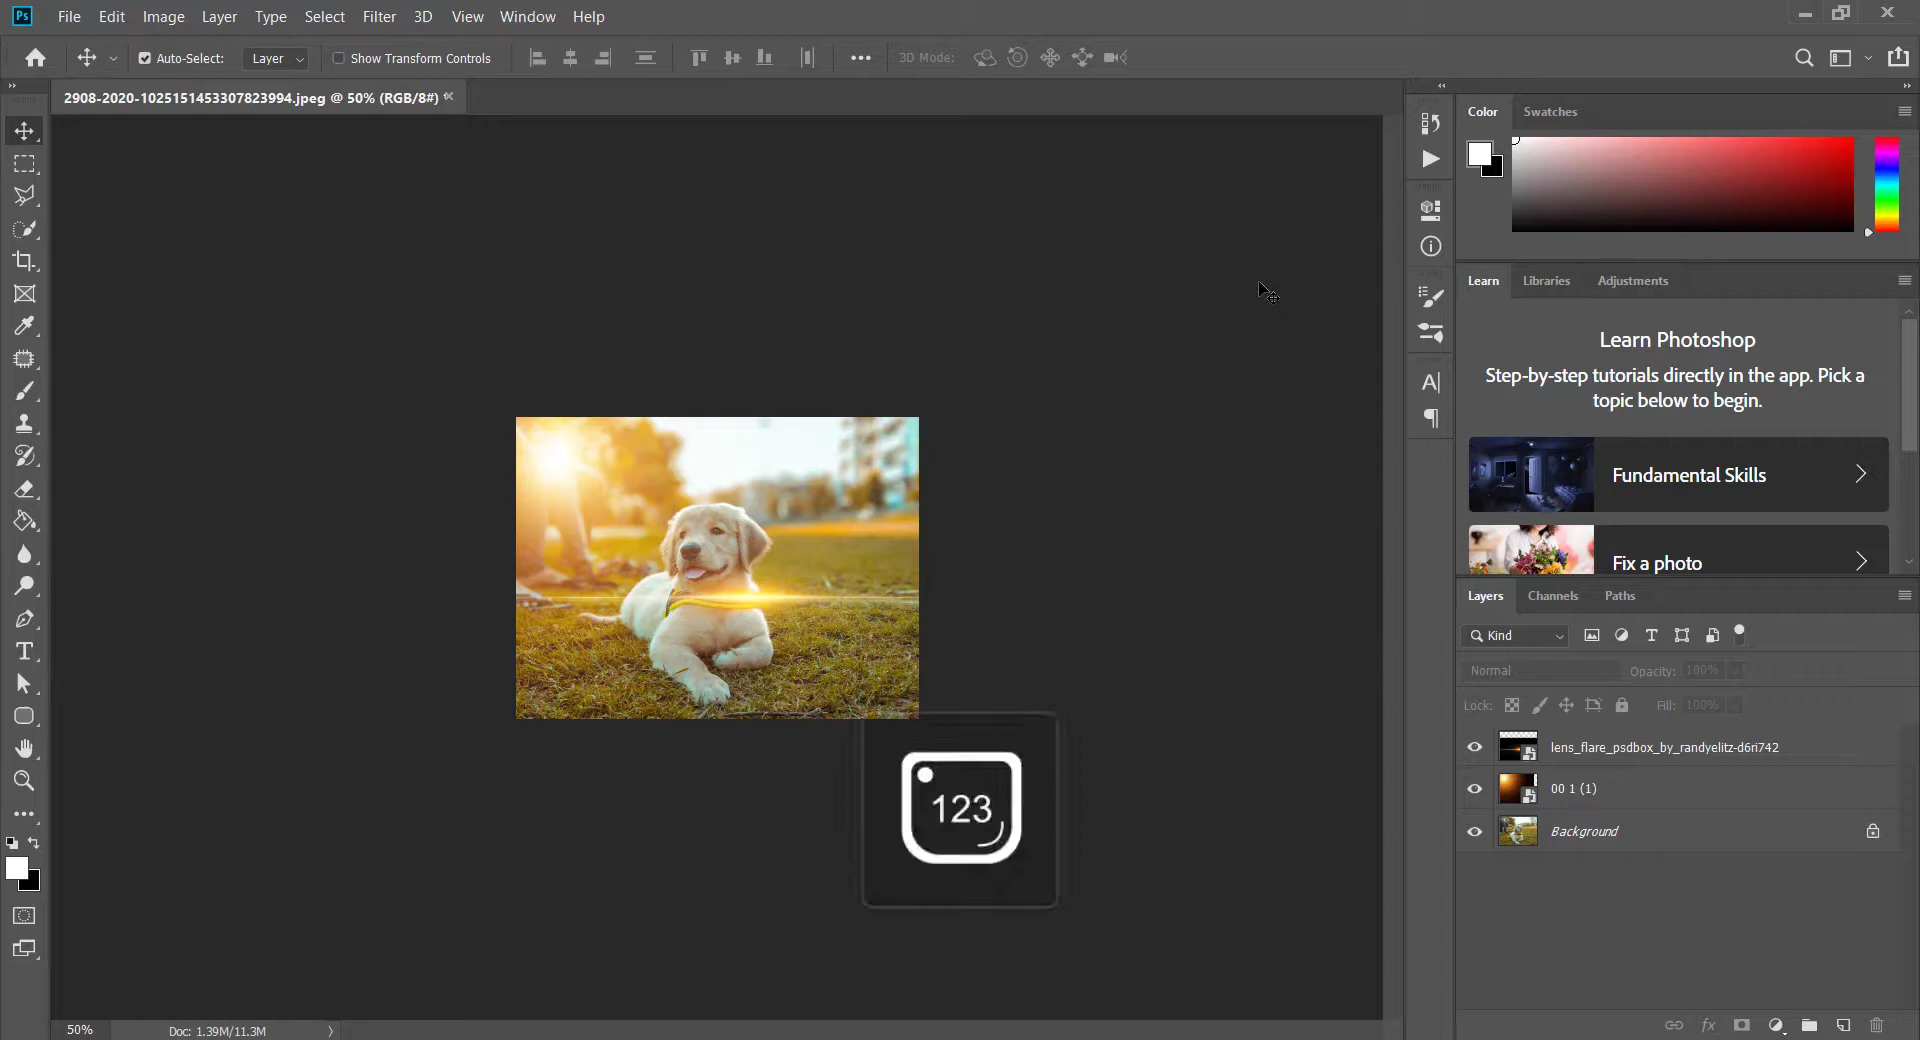 Ps File Edit Image Layer Type Select Filter 3D View Window Help
Auto-Select: Layer Show Transform Controls 3D Mode:
2908-2020-1025151453307823994.jpeg @ 50% (RGB/8#)
Color Swatches
Learn Libraries Adjustments
Learn Photoshop
Step-by-step tutorials directly in the app. Pick a
topic below to begin.
Fundamental Skills
Fix a photo
Layers Channels Paths
Kind
Normal Opacity: 100%
Lock: Fill: 100%
lens_flare_psdbox_by_randyelitz-d6ri742
00 1 (1)
Background
123
50% Doc: 1.39M/11.3M